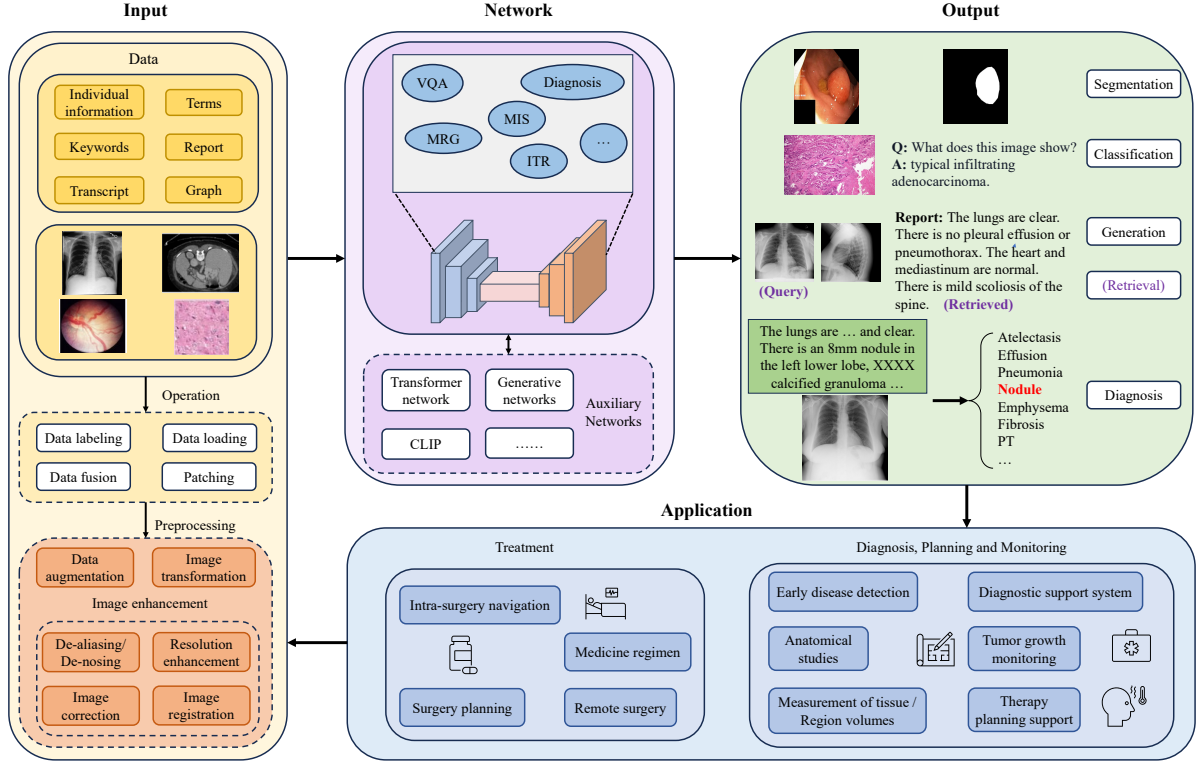 Input
Data
Individual
information
Terms
Keywords
Report
Transcript
Graph
Operation
Data labeling
Data loading
Data fusion
Patching
Preprocessing
Data
augmentation
Image
transformation
Image enhancement
De-aliasing/
De-nosing
Resolution
enhancement
Image
correction
Image
registration
Network
VQA
Diagnosis
MIS
MRG
ITR
...
Transformer
network
Generative
networks
CLIP
......
Auxiliary
Networks
Output
Segmentation
Q: What does this image show?
A: typical infiltrating
adenocarcinoma.
Classification
(Query)
Report: The lungs are clear.
There is no pleural effusion or
pneumothorax. The heart and
mediastinum are normal.
There is mild scoliosis of the
spine. (Retrieved)
Generation
(Retrieval)
The lungs are … and clear.
There is an 8mm nodule in
the left lower lobe, XXXX
calcified granuloma …
Atelectasis
Effusion
Pneumonia
Nodule
Emphysema
Fibrosis
PT
…
Diagnosis
Application
Treatment
Intra-surgery navigation
Medicine regimen
Surgery planning
Remote surgery
Diagnosis, Planning and Monitoring
Early disease detection
Diagnostic support system
Anatomical
studies
Tumor growth
monitoring
Measurement of tissue /
Region volumes
Therapy
planning support